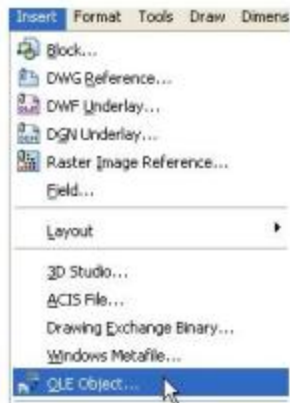 Insert Format Tools Draw Dimens
Block...
DWG Reference...
DWF Underlay...
DGN Underlay...
Raster Image Reference...
Field...
Layout
3D Studio...
ACIS File...
Drawing Exchange Binary...
Windows Metafile...
OLE Object...